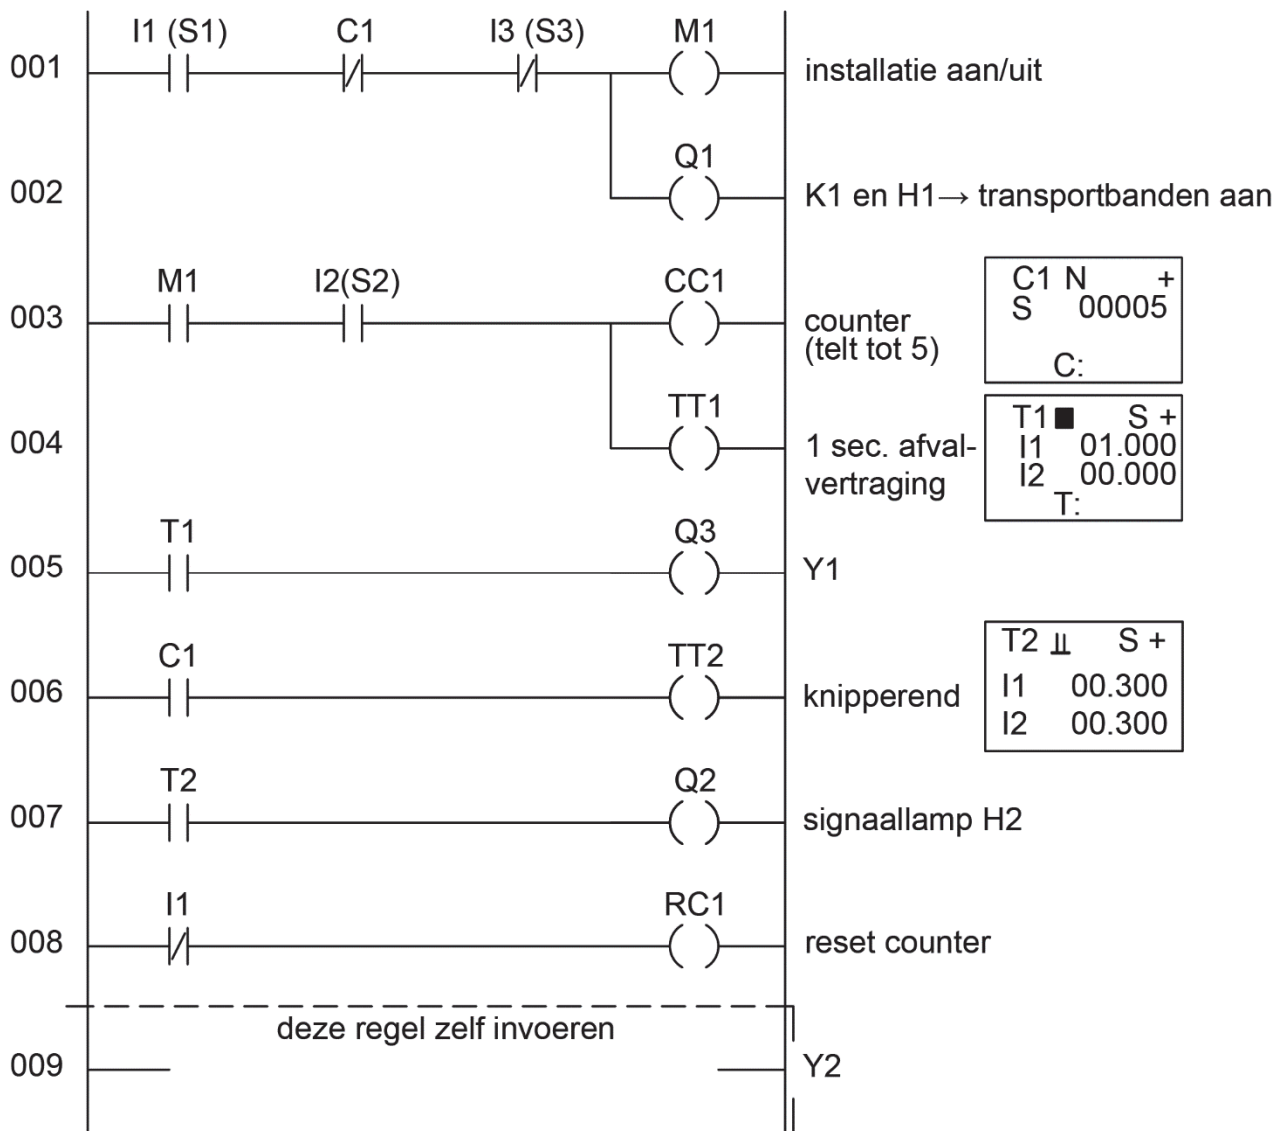 I1 (S1) C1 I3 (S3) M1
001 installatie aan/uit
Q1
002 K1 en H1→ transportbanden aan
M1 I2(S2) CC1
003 counter
(telt tot 5)
C1 N +
S 00005
C:
TT1
004 1 sec. afval-
vertraging
T1 ■ S +
I1 01.000
I2 00.000
T:
T1 Q3
005 Y1
C1 TT2
006 knipperend
T2 ⫫ S +
I1 00.300
I2 00.300
T2 Q2
007 signaallamp H2
I1 RC1
008 reset counter
deze regel zelf invoeren
009 Y2